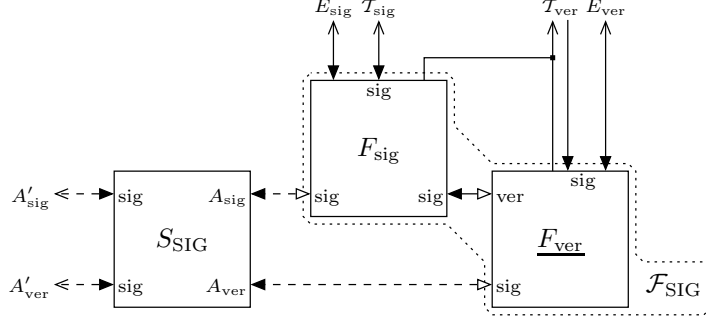 E_sig 𝒯_sig 𝒯_ver E_ver
sig
F_sig
sig sig
A′_sig sig A_sig
S_SIG
A′_ver sig A_ver
sig
ver
F_ver
sig
ℱ_SIG